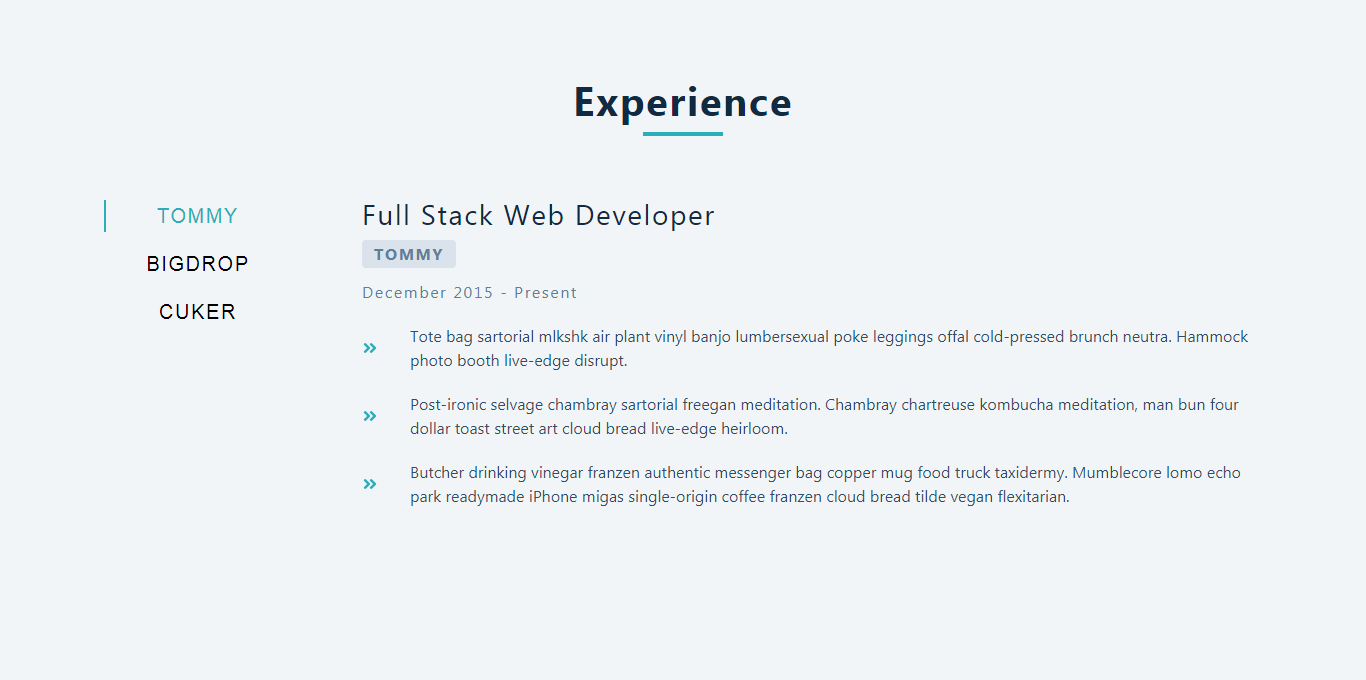 Experience
TOMMY
BIGDROP
CUKER
Full Stack Web Developer
TOMMY
December 2015 - Present
Tote bag sartorial mlkshk air plant vinyl banjo lumbersexual poke leggings offal cold-pressed brunch neutra. Hammock
photo booth live-edge disrupt.
Post-ironic selvage chambray sartorial freegan meditation. Chambray chartreuse kombucha meditation, man bun four
dollar toast street art cloud bread live-edge heirloom.
Butcher drinking vinegar franzen authentic messenger bag copper mug food truck taxidermy. Mumblecore lomo echo
park readymade iPhone migas single-origin coffee franzen cloud bread tilde vegan flexitarian.